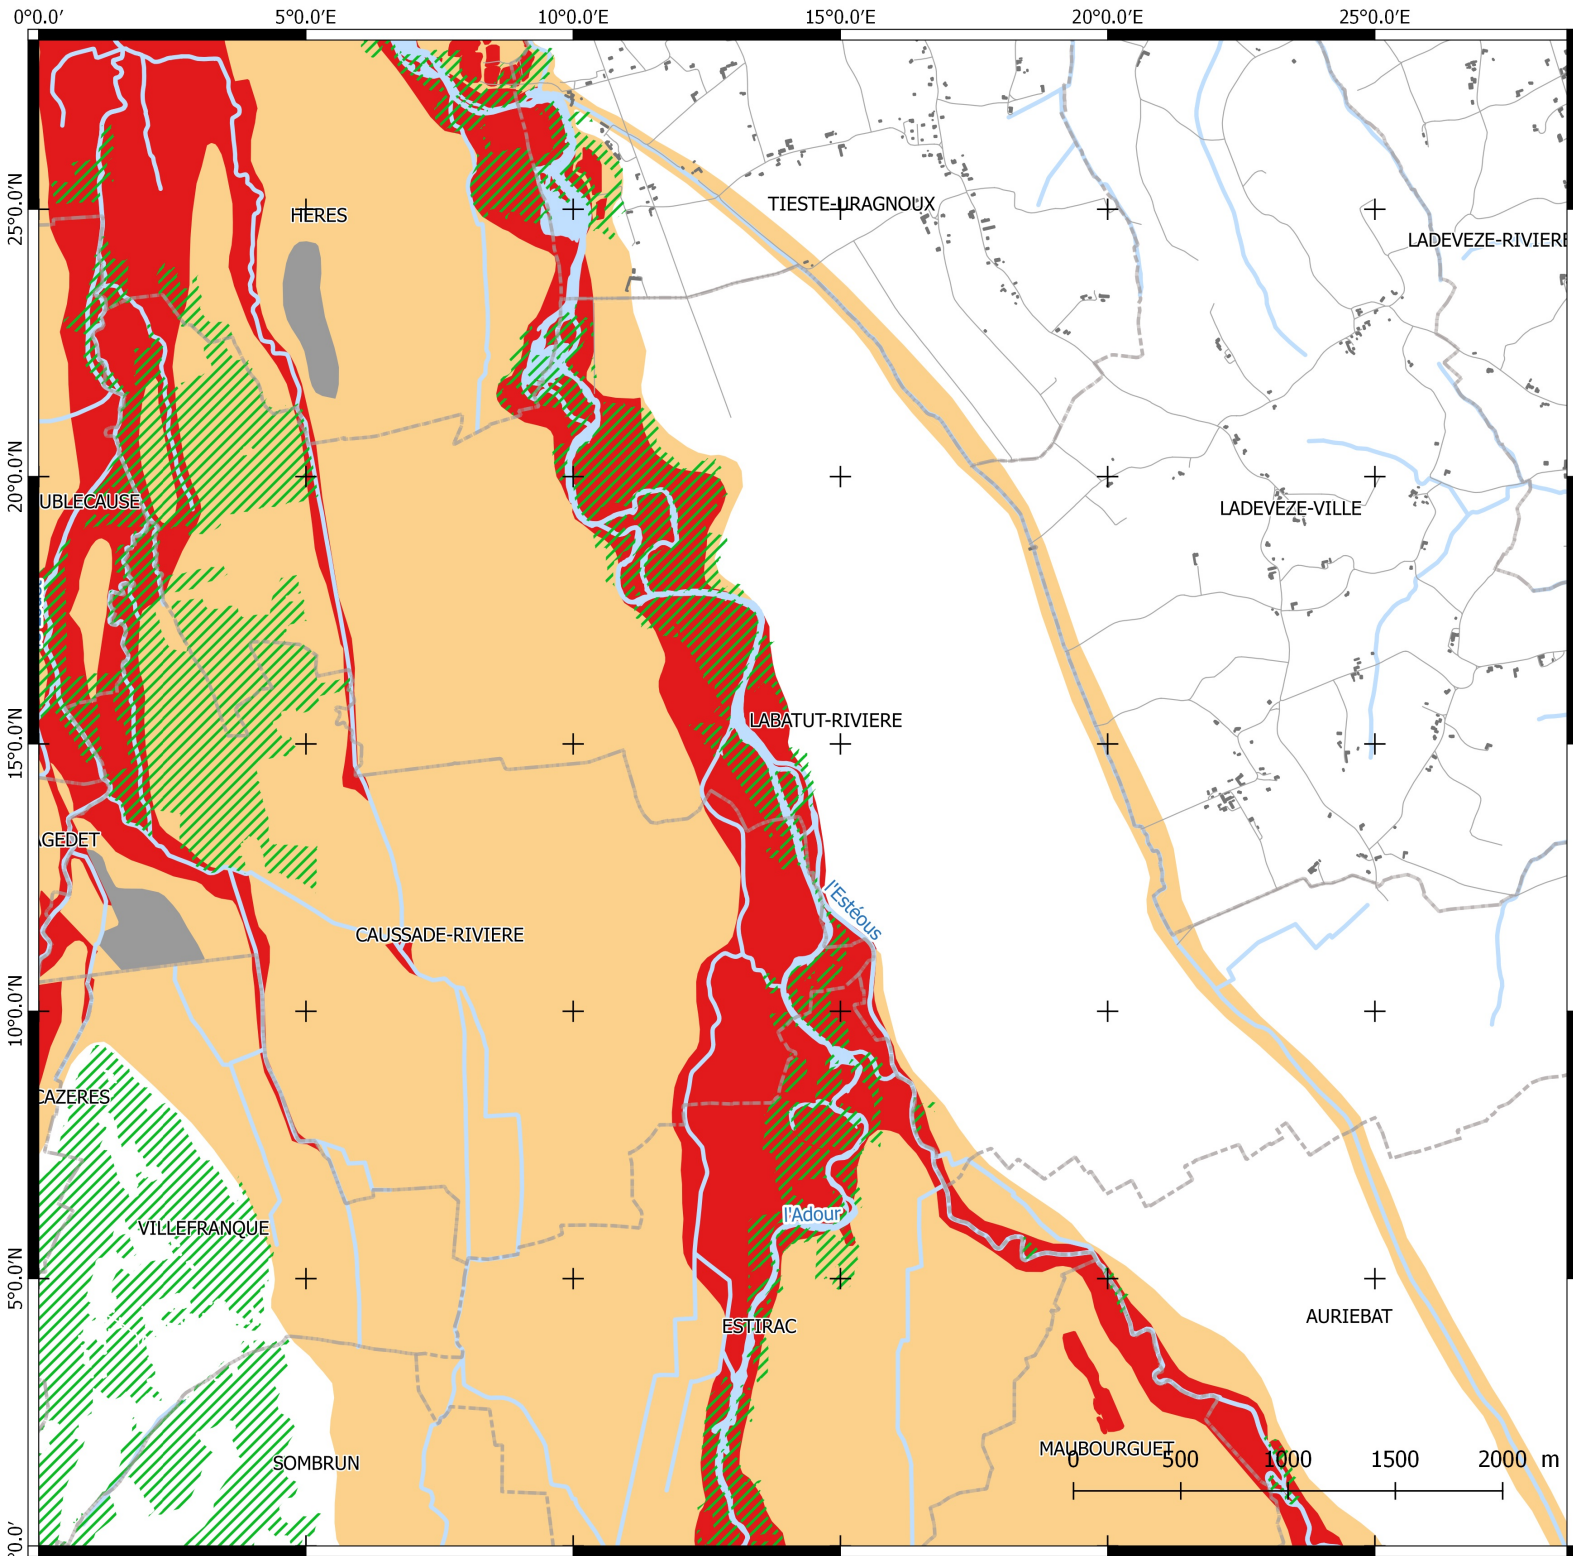 0°0.0′ 5°0.0′E 10°0.0′E 15°0.0′E 20°0.0′E 25°0.0′E
25°0.0′N
HERES
TIESTE-URAGNOUX
LADEVEZE-RIVIERE
20°0.0′N
UBLECAUSE
LADEVEZE-VILLE
15°0.0′N
LABATUT-RIVIERE
AGEDET
l'Estéous
CAUSSADE-RIVIERE
10°0.0′N
CAZERES
VILLEFRANQUE
l'Adour
5°0.0′N
ESTIRAC
AURIEBAT
MAUBOURGUET
SOMBRUN
0 500 1000 1500 2000 m
0°0.0′